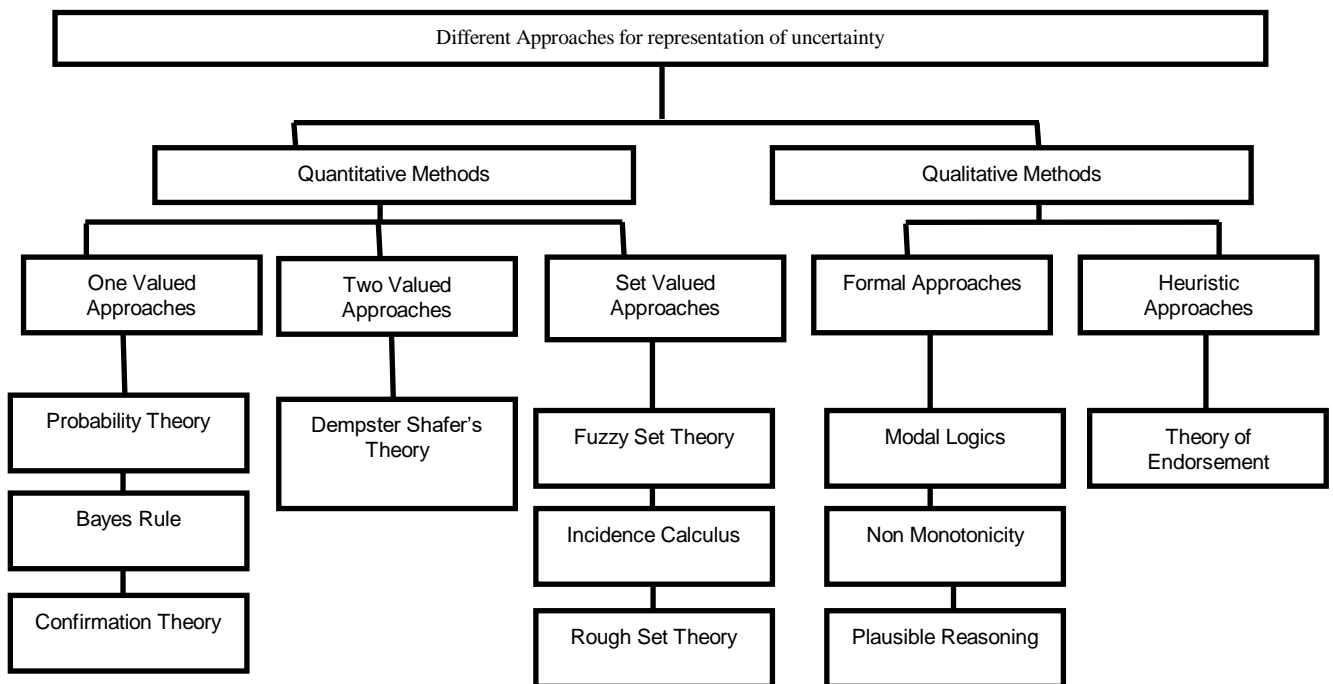 Different Approaches for representation of uncertainty
Quantitative Methods
Qualitative Methods
One Valued
Approaches
Two Valued
Approaches
Set Valued
Approaches
Formal Approaches
Heuristic
Approaches
Probability Theory
Dempster Shafer’s
Theory
Fuzzy Set Theory
Modal Logics
Theory of
Endorsement
Bayes Rule
Incidence Calculus
Non Monotonicity
Confirmation Theory
Rough Set Theory
Plausible Reasoning